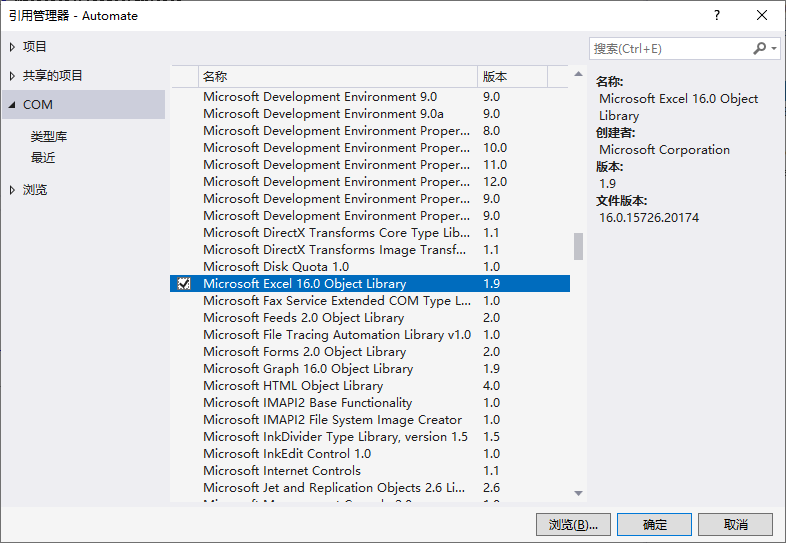 引用管理器 - Automate
项目
共享的项目
COM
类型库
最近
浏览
名称 版本
Microsoft Development Environment 9.0 9.0
Microsoft Development Environment 9.0a 9.0
Microsoft Development Environment Proper... 8.0
Microsoft Development Environment Proper... 10.0
Microsoft Development Environment Proper... 11.0
Microsoft Development Environment Proper... 12.0
Microsoft Development Environment Proper... 9.0
Microsoft Development Environment Proper... 9.0
Microsoft DirectX Transforms Core Type Lib... 1.1
Microsoft DirectX Transforms Image Transf... 1.1
Microsoft Disk Quota 1.0 1.0
Microsoft Excel 16.0 Object Library 1.9
Microsoft Fax Service Extended COM Type L... 1.0
Microsoft Feeds 2.0 Object Library 2.0
Microsoft File Tracing Automation Library v1.0 1.0
Microsoft Forms 2.0 Object Library 2.0
Microsoft Graph 16.0 Object Library 1.9
Microsoft HTML Object Library 4.0
Microsoft IMAPI2 Base Functionality 1.0
Microsoft IMAPI2 File System Image Creator 1.0
Microsoft InkDivider Type Library, version 1.5 1.5
Microsoft InkEdit Control 1.0 1.0
Microsoft Internet Controls 1.1
Microsoft Jet and Replication Objects 2.6 Li... 2.6
搜索(Ctrl+E)
名称:
Microsoft Excel 16.0 Object
Library
创建者:
Microsoft Corporation
版本:
1.9
文件版本:
16.0.15726.20174
浏览(B)... 确定 取消